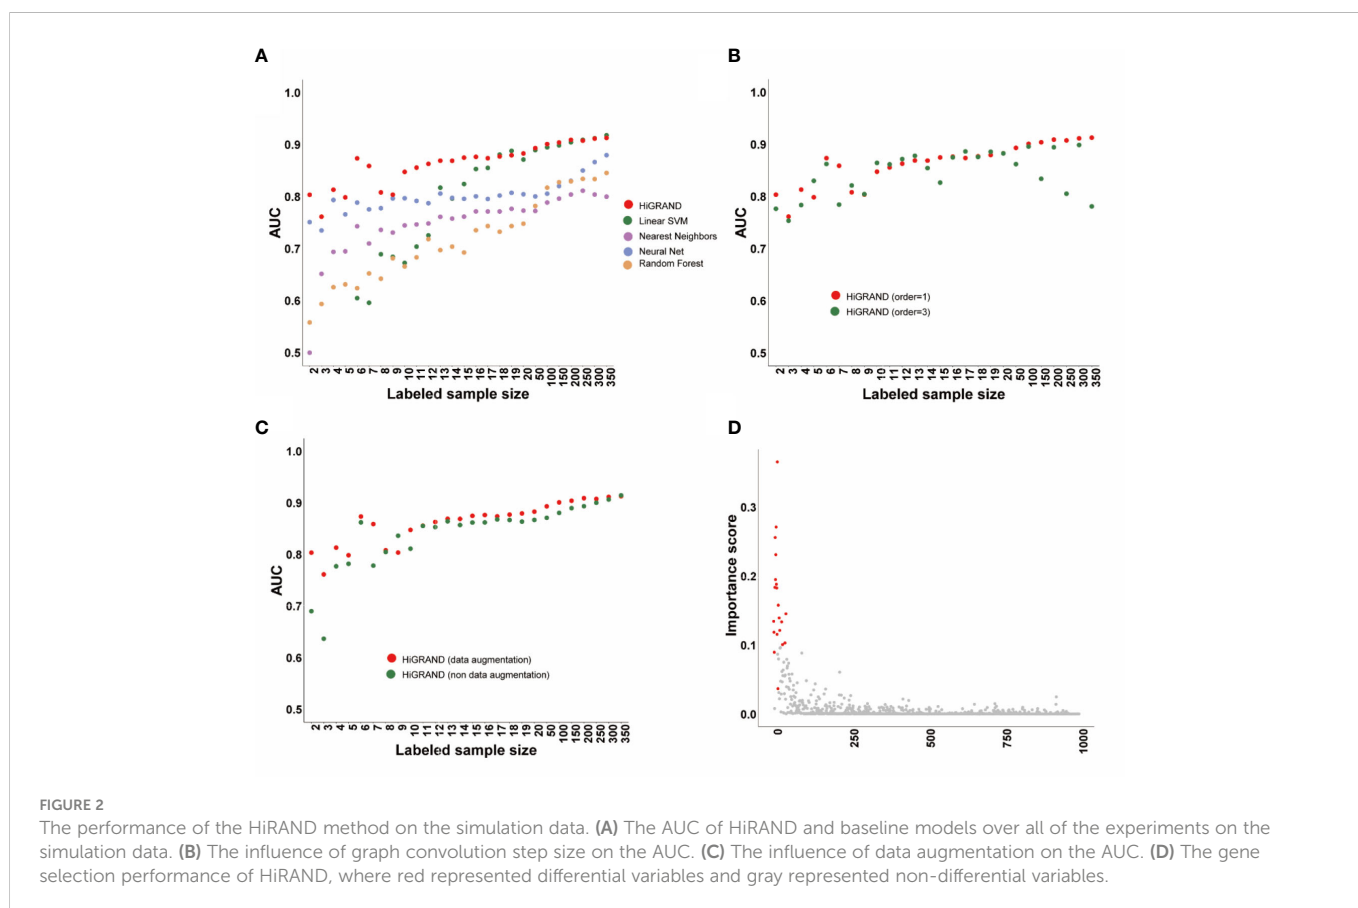 A
1.0
0.9
0.8
0.7
0.6
0.5
AUC
2 3 4 5 6 7 8 9 10 11 12 13 14 15 16 17 18 19 20 50 100 150 200 250 300 350
Labeled sample size
HiGRAND
Linear SVM
Nearest Neighbors
Neural Net
Random Forest
B
1.0
0.9
0.8
0.7
0.6
0.5
AUC
2 3 4 5 6 7 8 9 10 11 12 13 14 15 16 17 18 19 20 50 100 150 200 250 300 350
Labeled sample size
HiGRAND (order=1)
HiGRAND (order=3)
C
1.0
0.9
0.8
0.7
0.6
0.5
AUC
2 3 4 5 6 7 8 9 10 11 12 13 14 15 16 17 18 19 20 50 100 150 200 250 300 350
Labeled sample size
HiGRAND (data augmentation)
HiGRAND (non data augmentation)
D
0.3
0.2
0.1
0.0
Importance score
0 250 500 750 1000
FIGURE 2
The performance of the HiRAND method on the simulation data. (A) The AUC of HiRAND and baseline models over all of the experiments on the
simulation data. (B) The influence of graph convolution step size on the AUC. (C) The influence of data augmentation on the AUC. (D) The gene
selection performance of HiRAND, where red represented differential variables and gray represented non-differential variables.